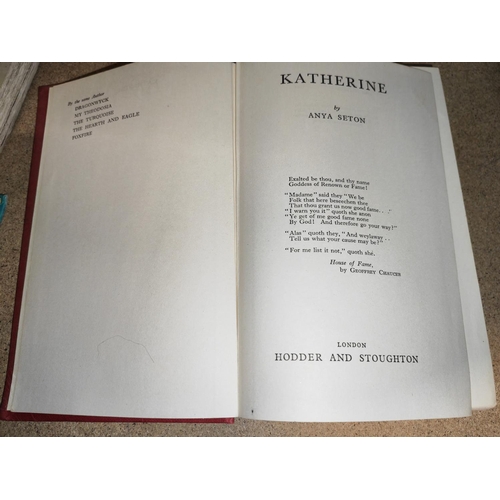 By the same Author
DRAGONWYCK
MY THEODOSIA
THE TURQUOISE
THE HEARTH AND EAGLE
FOXFIRE
KATHERINE
by
ANYA SETON
Exalted be thou, and thy name
Goddess of Renown or Fame!
"Madame" said they "We be
Folk that here beseechen thee
That thou grant us now good fame. . .
"I warn you it" quoth she anon
"Ye get of me good fame none
By God! And therefore go your way!"
"Alas" quoth they, "And weylaway . .
Tell us what your cause may be?"
"For me list it not," quoth she.
House of Fame,
by GEOFFREY CHAUCER
LONDON
HODDER AND STOUGHTON